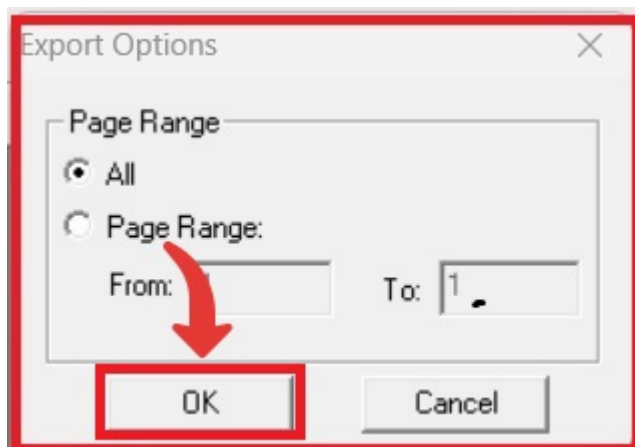 Export Options
Page Range
All
Page Range:
From: To: 1
OK Cancel